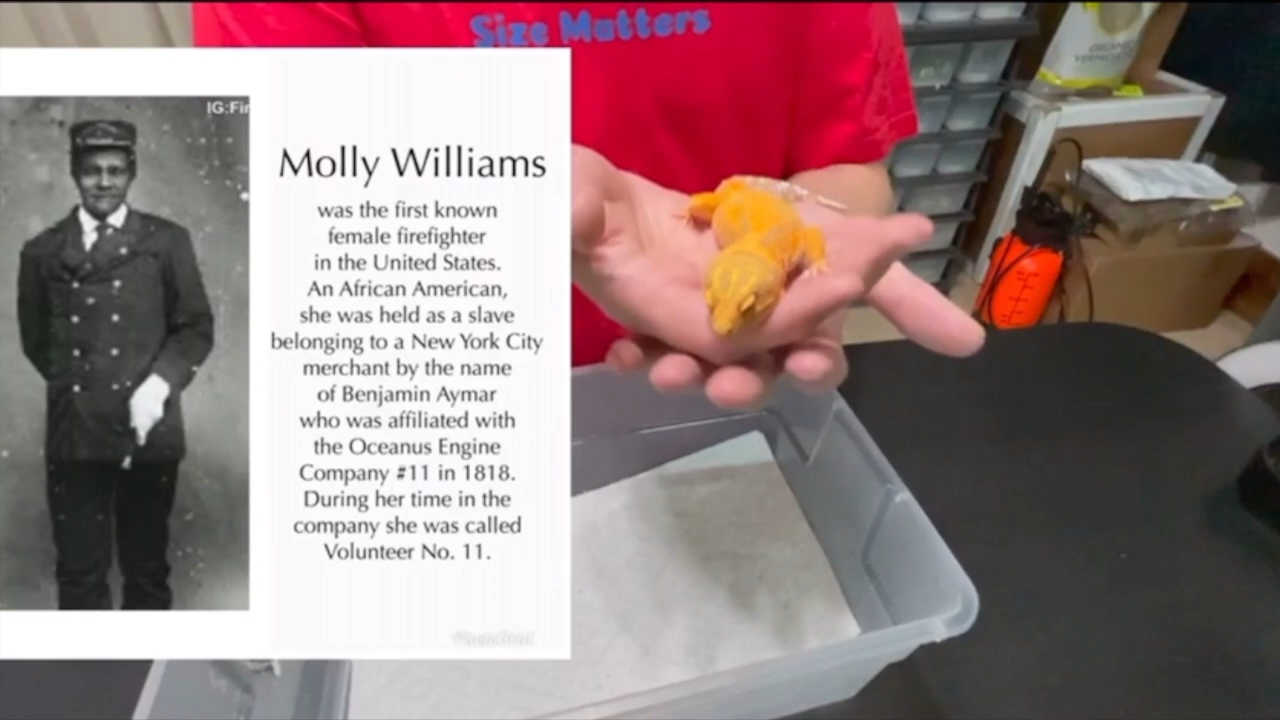 Size Matters
IG:Fir
Molly Williams
was the first known
female firefighter
in the United States.
An African American,
she was held as a slave
belonging to a New York City
merchant by the name
of Benjamin Aymar
who was affiliated with
the Oceanus Engine
Company #11 in 1818.
During her time in the
company she was called
Volunteer No. 11.
PhotoGrid
ORGANIC
VERMICULITE